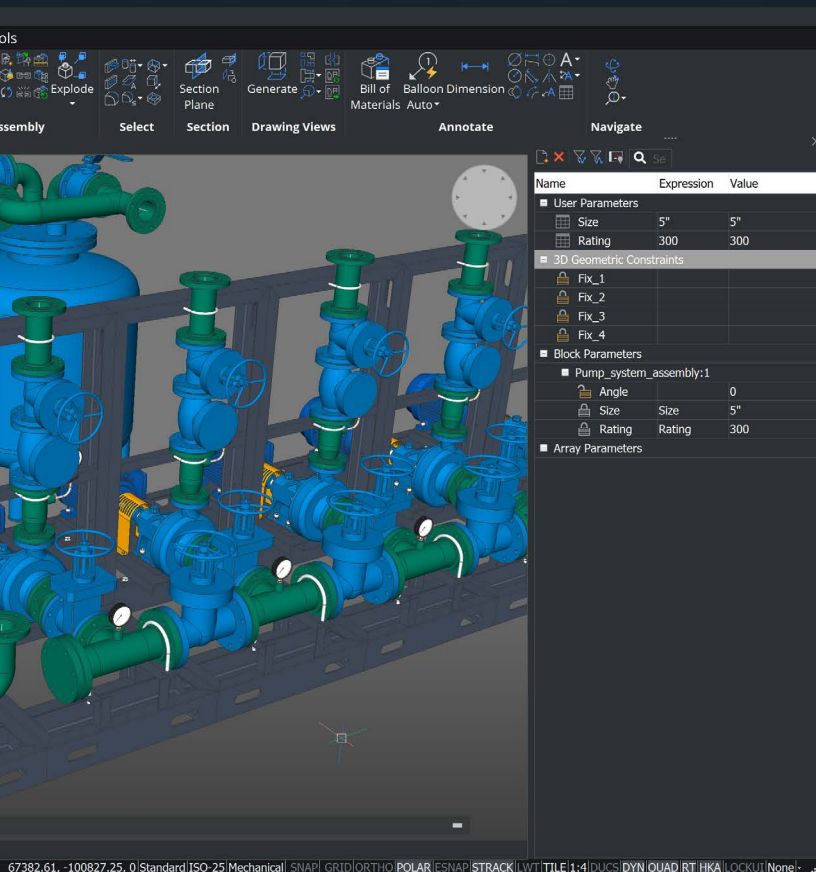 ols
Explode
Section
Plane
Generate
Bill of
Materials
Balloon
Auto
Dimension
A
ssembly
Select
Section
Drawing Views
Annotate
Navigate
Se
Name Expression Value
User Parameters
Size 5" 5"
Rating 300 300
3D Geometric Constraints
Fix_1
Fix_2
Fix_3
Fix_4
Block Parameters
Pump_system_assembly:1
Angle 0
Size Size 5"
Rating Rating 300
Array Parameters
67382.61, -100827.25, 0 Standard ISO-25 Mechanical SNAP GRID ORTHO POLAR ESNAP STRACK LWT TILE 1:4 DUCS DYN QUAD RT HKA LOCKUI None